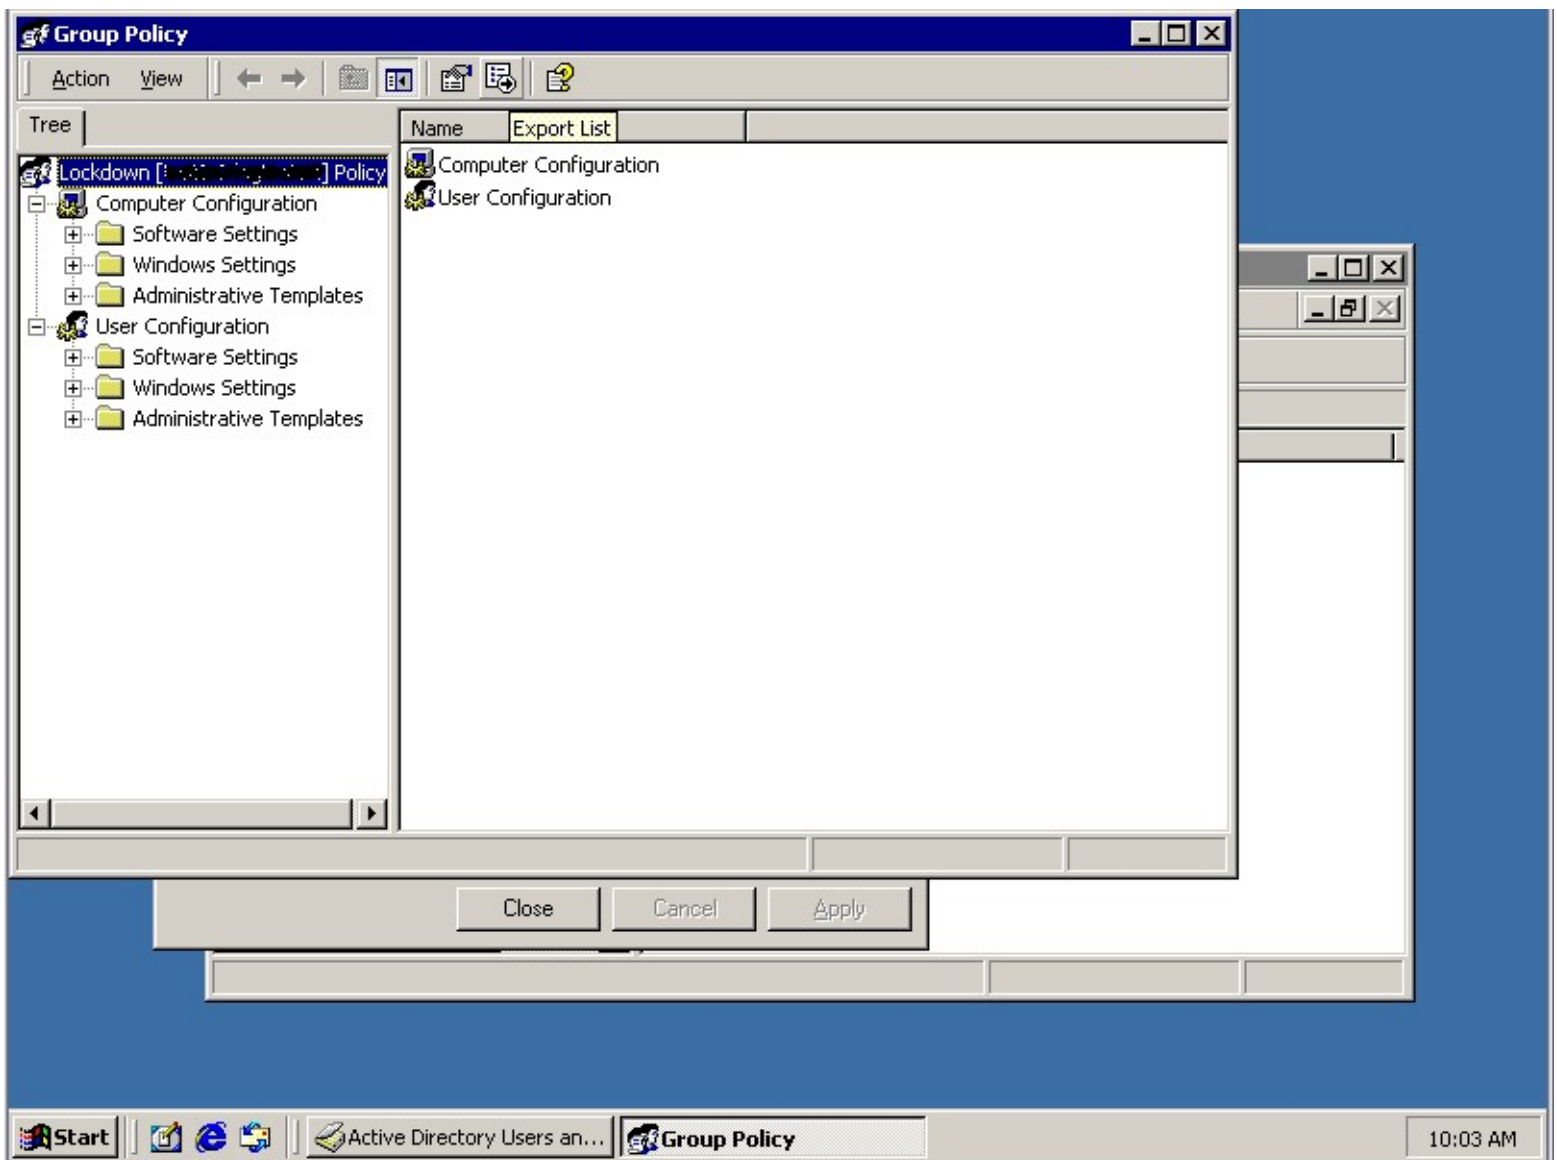 Group Policy
Action View
Tree
Name Export List
Lockdown [ ] Policy
Computer Configuration
Software Settings
Windows Settings
Administrative Templates
User Configuration
Software Settings
Windows Settings
Administrative Templates
Computer Configuration
User Configuration
Close Cancel Apply
Start Active Directory Users an... Group Policy 10:03 AM